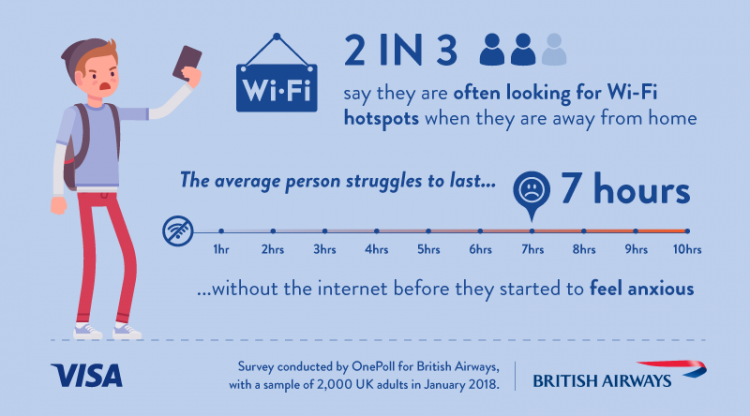 Wi-Fi
2 IN 3
say they are often looking for Wi-Fi
hotspots when they are away from home
The average person struggles to last...
7 hours
1hr 2hrs 3hrs 4hrs 5hrs 6hrs 7hrs 8hrs 9hrs 10hrs
...without the internet before they started to feel anxious
VISA
Survey conducted by OnePoll for British Airways,
with a sample of 2,000 UK adults in January 2018.
BRITISH AIRWAYS